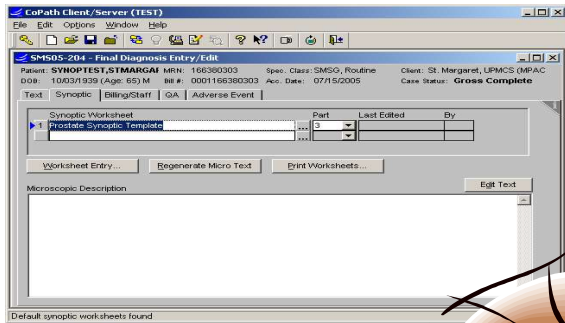 CoPath Client/Server (TEST)
File Edit Options Window Help
SMS05-204 - Final Diagnosis Entry/Edit
Patient: SYNOPTEST,STMARGAR MRN: 166380303 Spec. Class: SMSG, Routine Client: St. Margaret, UPMCS (MPAC
DOB: 10/03/1939 (Age: 65) M Bill #: 0001166380303 Acc. Date: 07/15/2005 Case Status: Gross Complete
Text Synoptic Billing/Staff QA Adverse Event
Synoptic Worksheet Part Last Edited By
1 Prostate Synoptic Template ... 3
...
Worksheet Entry... Regenerate Micro Text Print Worksheets...
Microscopic Description Edit Text
Default synoptic worksheets found